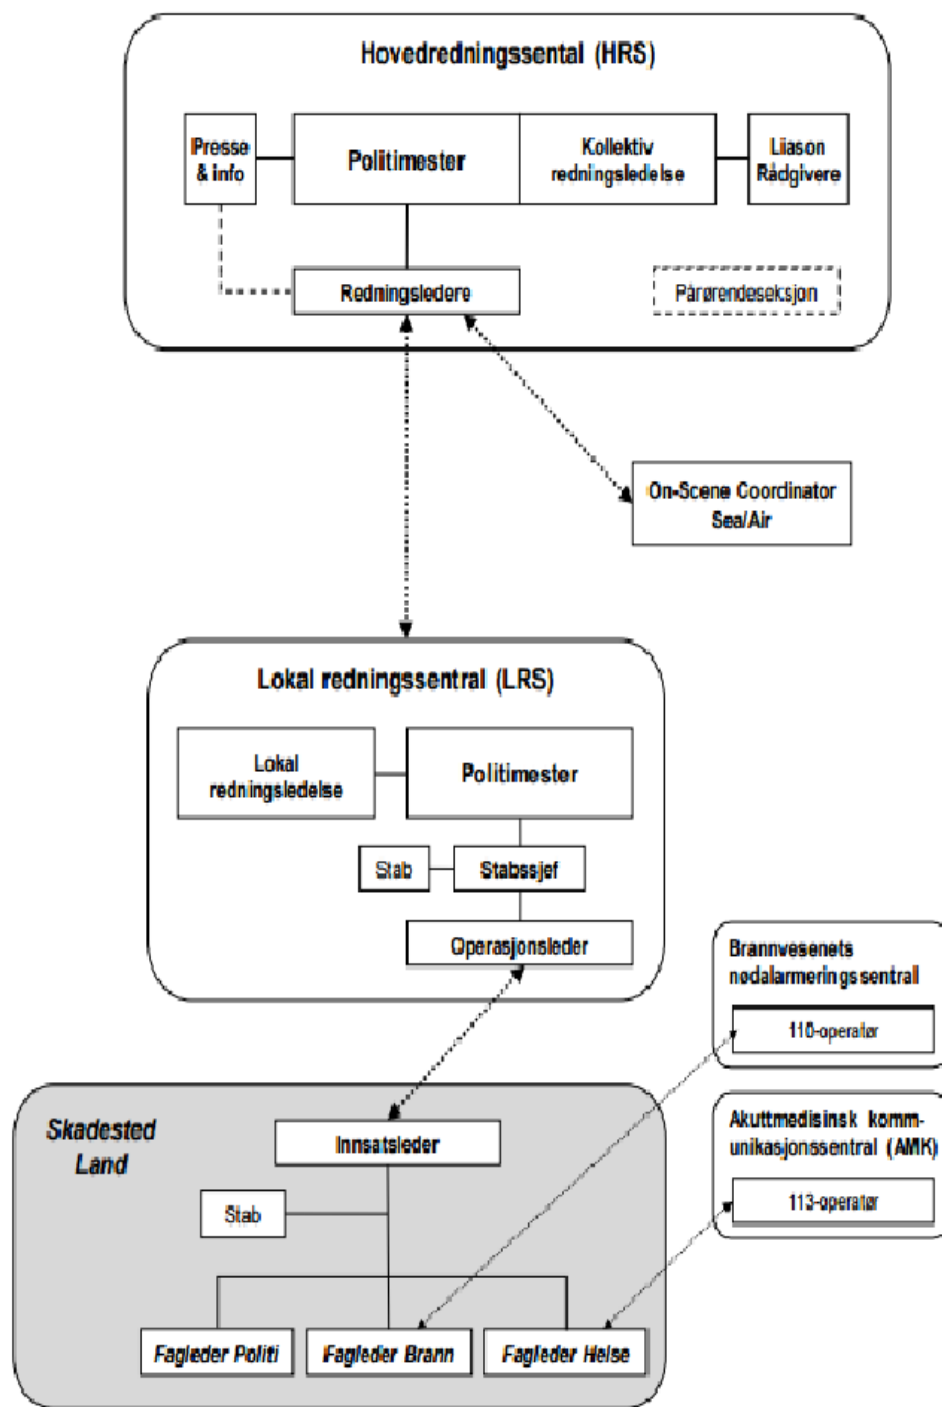 Hovedredningssental (HRS)
Presse
& info
Politimester
Kollektiv
redningsledelse
Liason
Rådgivere
Redningsledere
Pårørendeseksjon
On-Scene Coordinator
Sea/Air
Lokal redningssentral (LRS)
Lokal
redningsledelse
Politimester
Stab
Stabssjef
Operasjonsleder
Brannvesenets
nødalarmeringssentral
110-operatør
Skadested
Land
Innsatsleder
Akuttmedisinsk komm-
unikasjonssentral (AMK)
113-operatør
Stab
Fagleder Politi
Fagleder Brann
Fagleder Helse